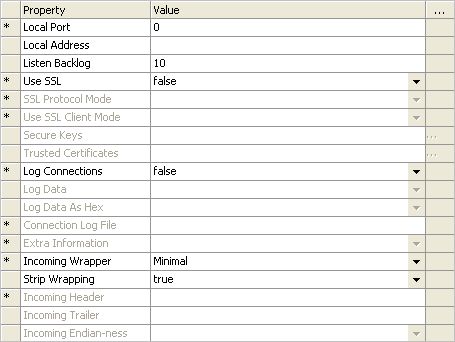 Property Value ...
* Local Port 0
Local Address
Listen Backlog 10
* Use SSL false
* SSL Protocol Mode
* Use SSL Client Mode
Secure Keys ...
Trusted Certificates ...
* Log Connections false
Log Data
Log Data As Hex
* Connection Log File
* Extra Information
* Incoming Wrapper Minimal
Strip Wrapping true
* Incoming Header
Incoming Trailer
Incoming Endian-ness